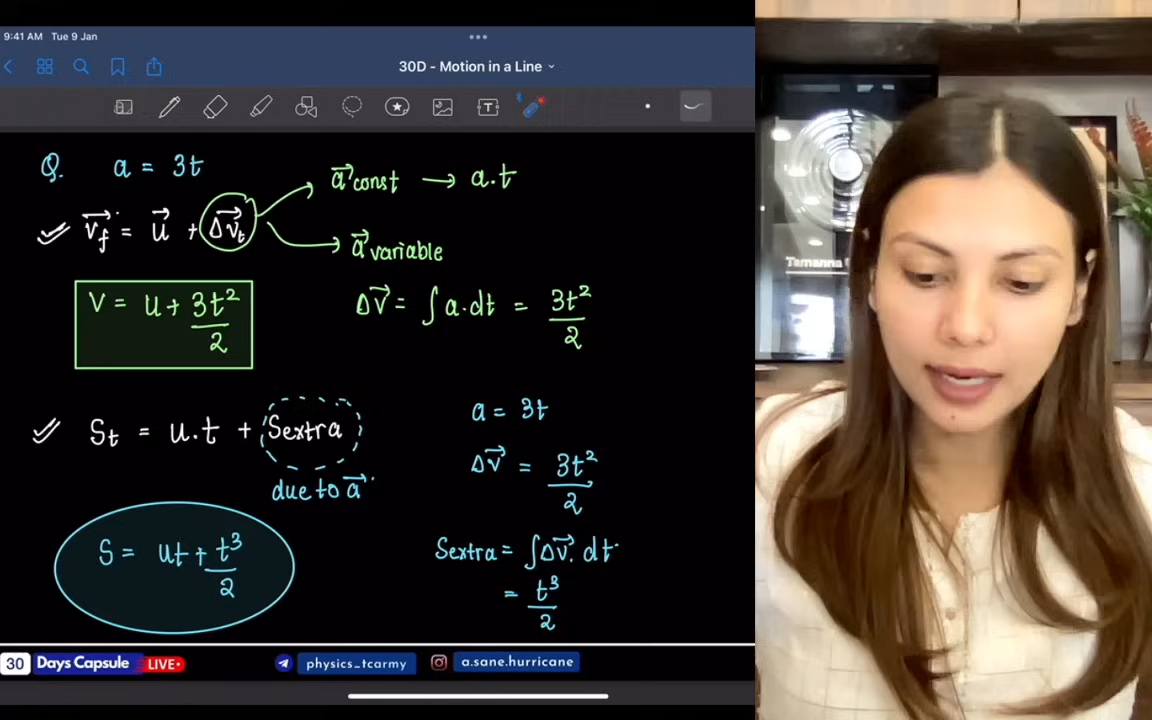 9:41 AM Tue 9 Jan
30D - Motion in a Line
T
Q. a = 3t
a⃗ const → a.t
v⃗f = u⃗ + Δv⃗t
a⃗ variable
V = u + 3t²/2
Δv⃗ = ∫ a.dt = 3t²/2
St = u.t + Sextra
due to a⃗
a = 3t
Δv⃗ = 3t²/2
S = ut + t³/2
Sextra = ∫Δv⃗. dt
= t³/2
30 Days Capsule LIVE
physics_tcarmy
a.sane.hurricane
Tamanna